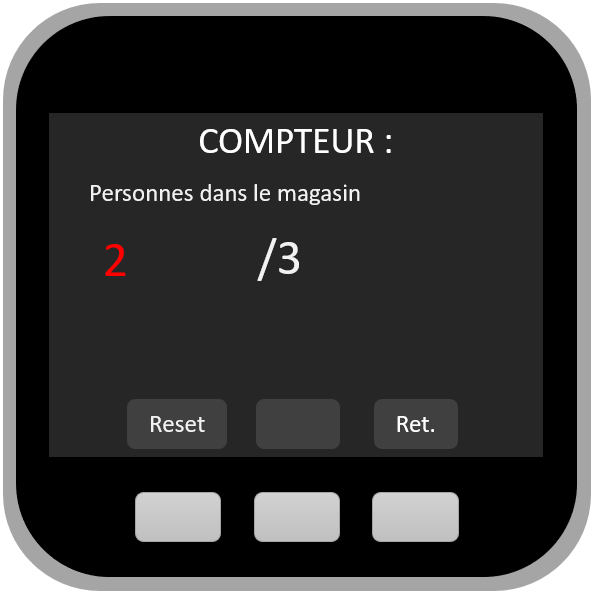 COMPTEUR :
Personnes dans le magasin
2 /3
Reset Ret.